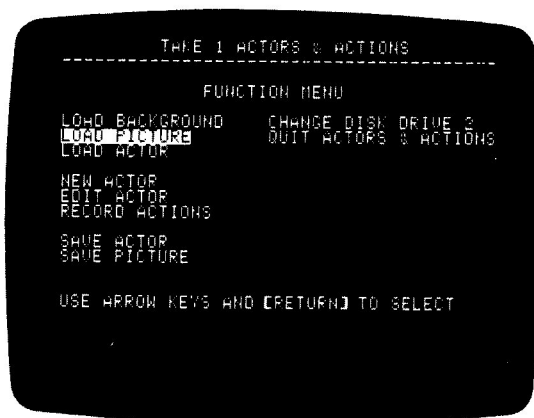 TAKE 1 ACTORS & ACTIONS
FUNCTION MENU
LOAD BACKGROUND CHANGE DISK DRIVE 2
LOAD PICTURE QUIT ACTORS & ACTIONS
LOAD ACTOR
NEW ACTOR
EDIT ACTOR
RECORD ACTIONS
SAVE ACTOR
SAVE PICTURE
USE ARROW KEYS AND [RETURN] TO SELECT